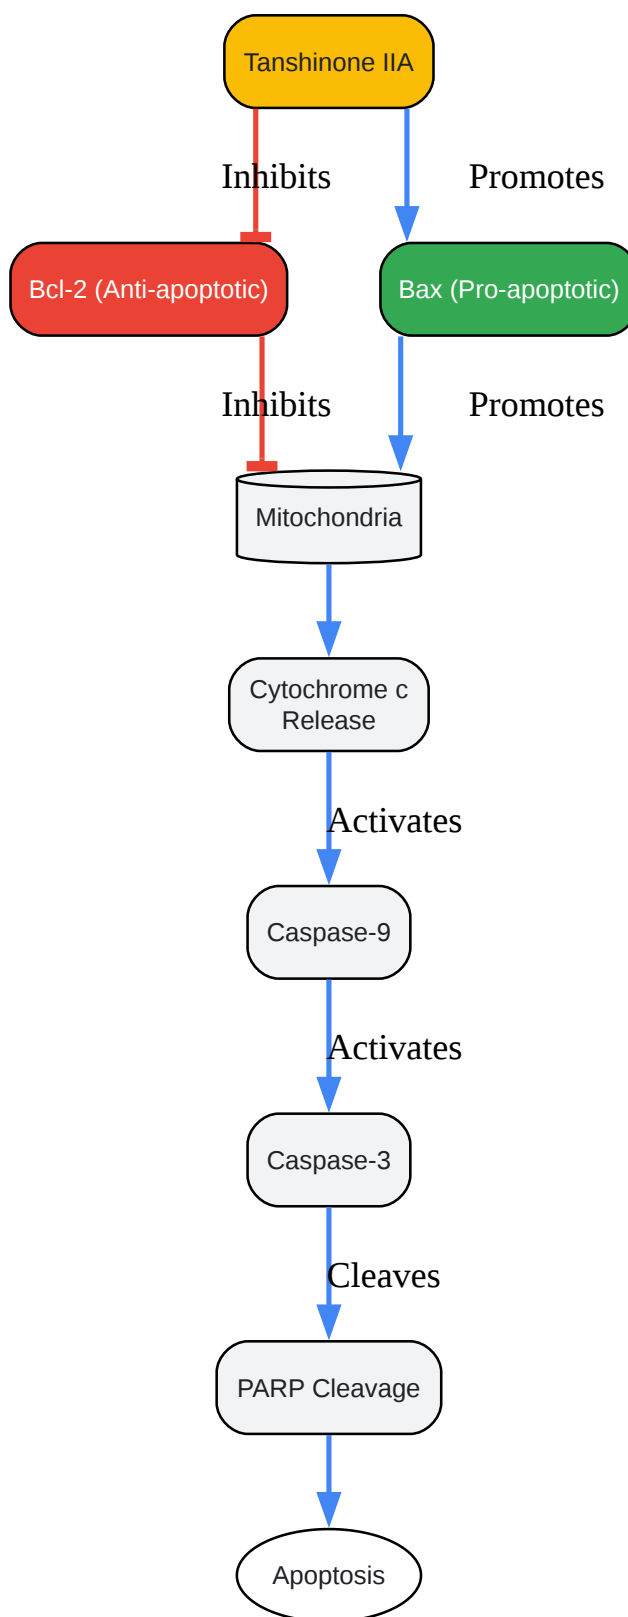 Tanshinone IIA
Inhibits
Promotes
Bcl-2 (Anti-apoptotic)
Bax (Pro-apoptotic)
Inhibits
Promotes
Mitochondria
Cytochrome c
Release
Activates
Caspase-9
Activates
Caspase-3
Cleaves
PARP Cleavage
Apoptosis